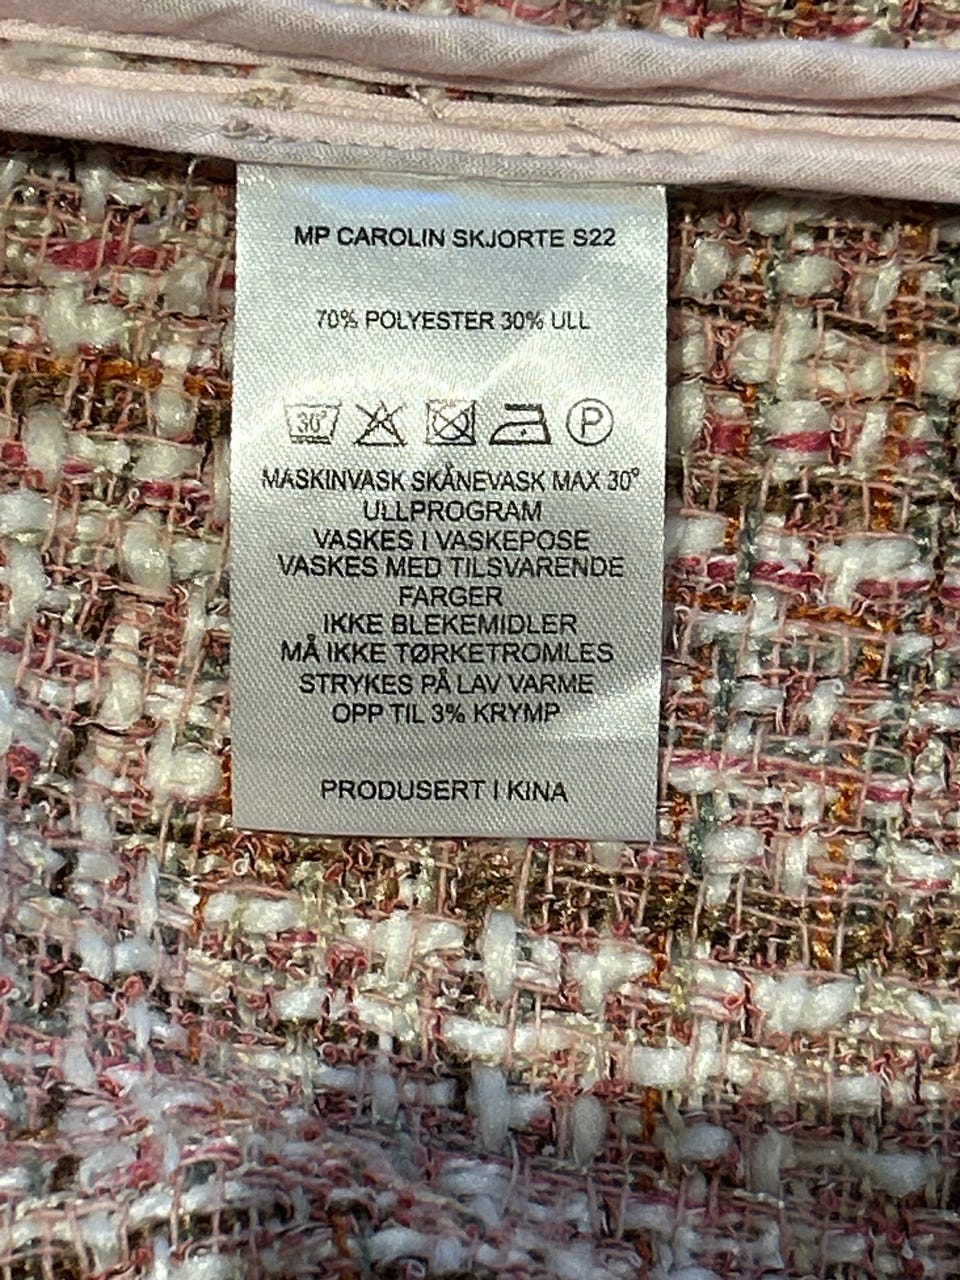 MP CAROLIN SKJORTE S22
70% POLYESTER 30% ULL
30° P
MASKINVASK SKÅNEVASK MAX 30°
ULLPROGRAM
VASKES I VASKEPOSE
VASKES MED TILSVARENDE
FARGER
IKKE BLEKEMIDLER
MÅ IKKE TØRKETROMLES
STRYKES PÅ LAV VARME
OPP TIL 3% KRYMP
PRODUSERT I KINA